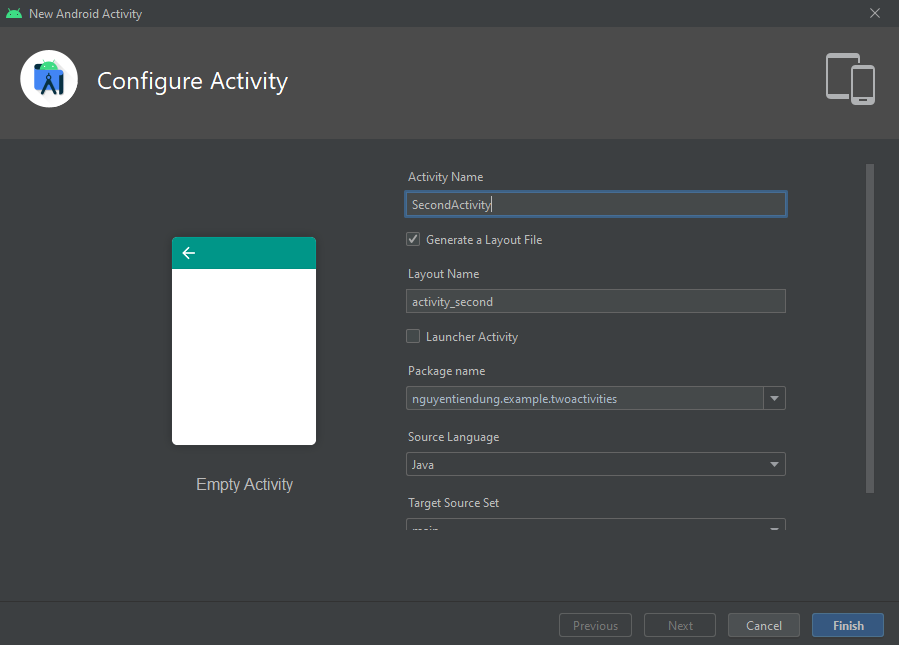 New Android Activity
Configure Activity
Activity Name
SecondActivity
Generate a Layout File
Layout Name
activity_second
Launcher Activity
Package name
nguyentiendung.example.twoactivities
Source Language
Java
Target Source Set
main
Empty Activity
Previous
Next
Cancel
Finish